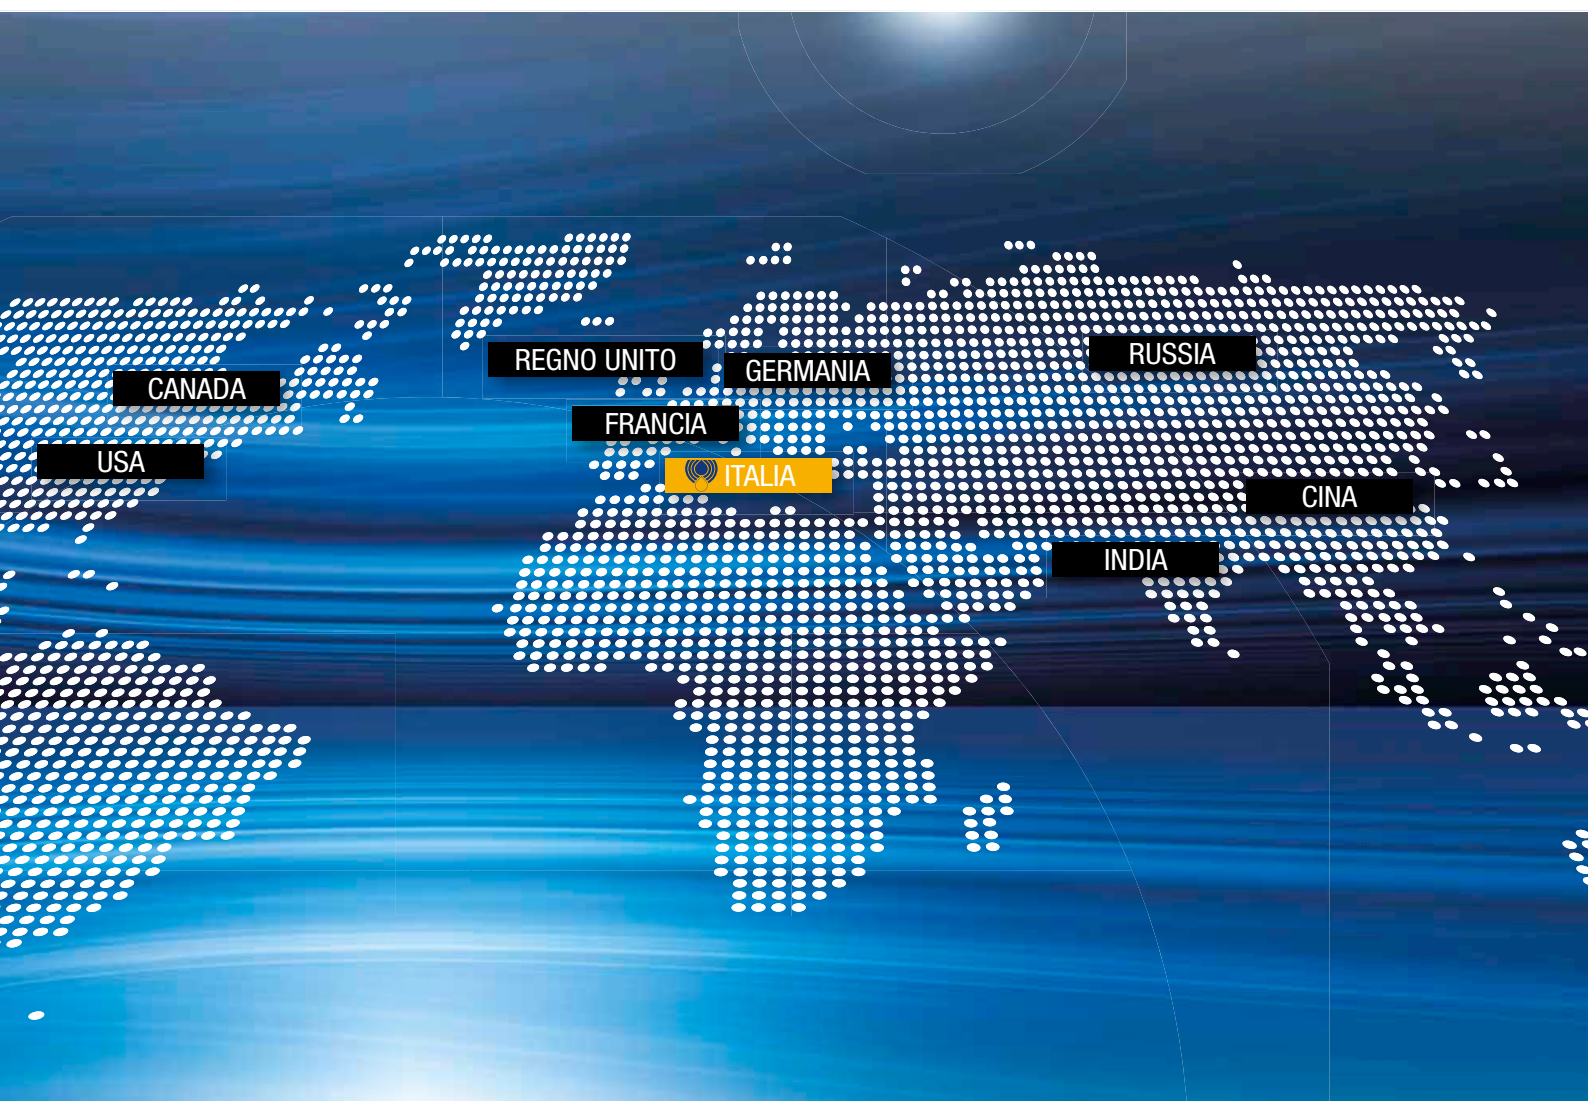 REGNO UNITO
GERMANIA
RUSSIA
CANADA
FRANCIA
USA
ITALIA
CINA
INDIA